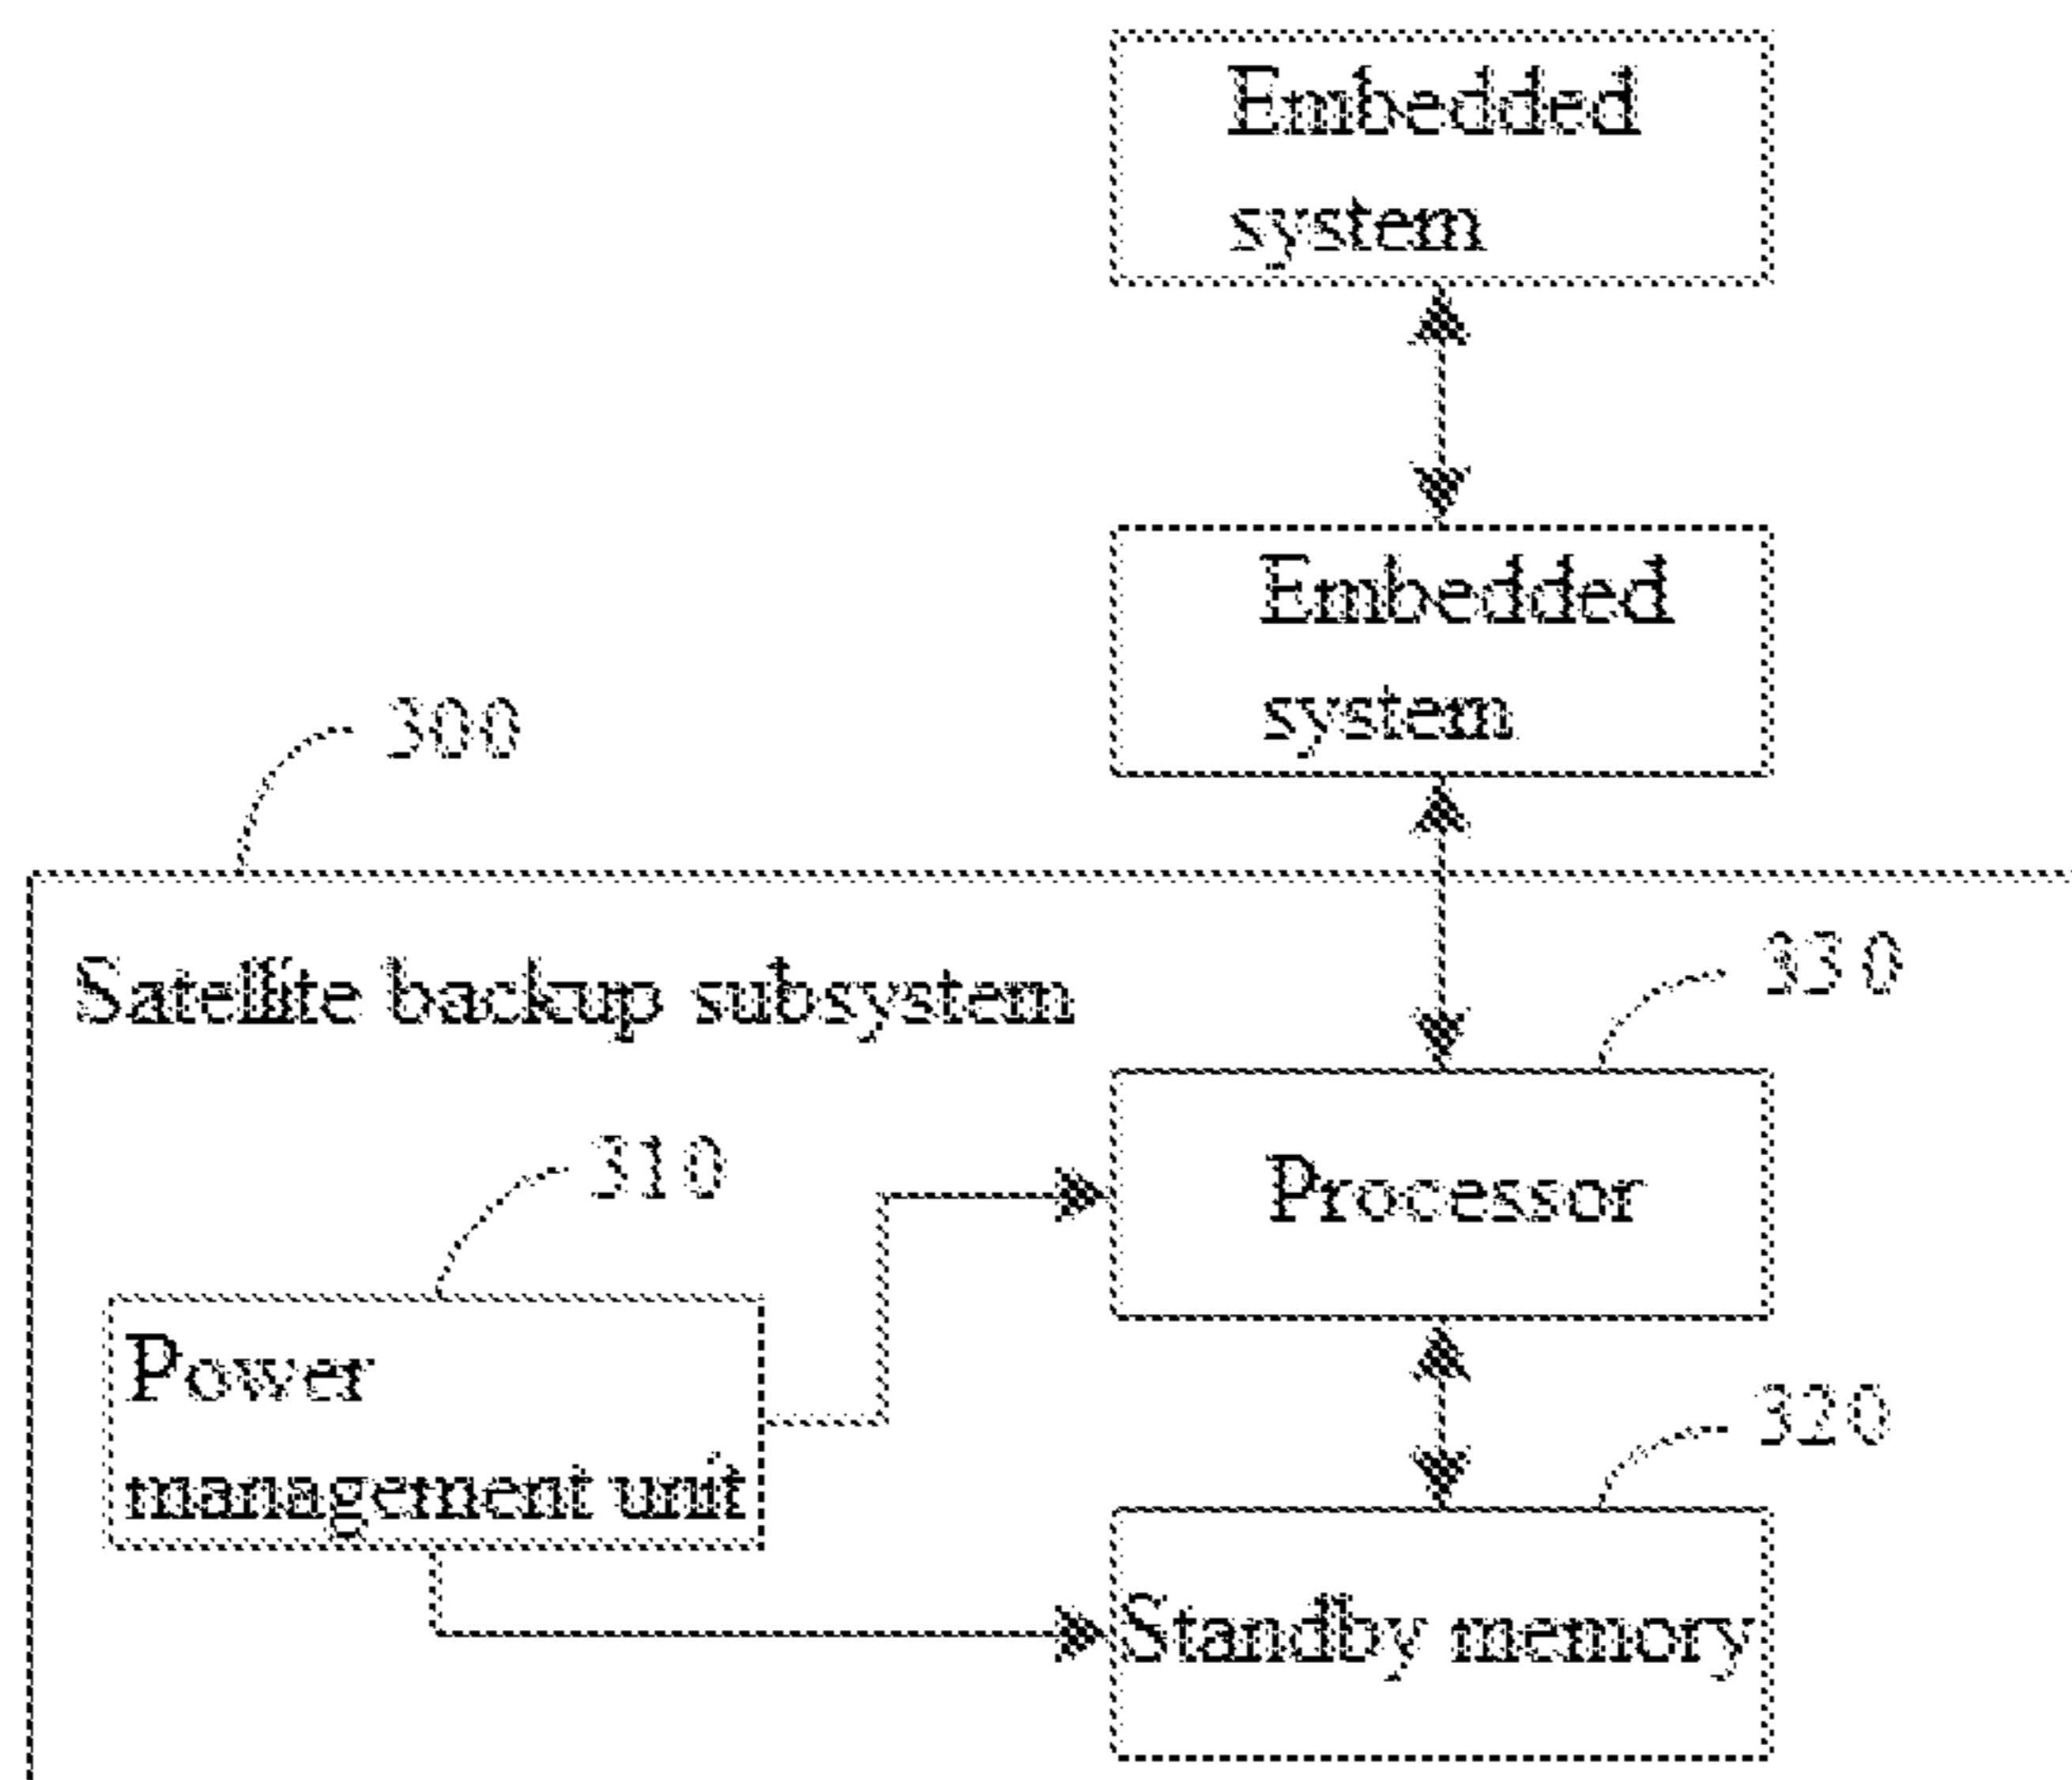 Embedded
system
Embedded
system
300
Satellite backup subsystem
330
Processor
310
Power
management unit
320
Standby memory